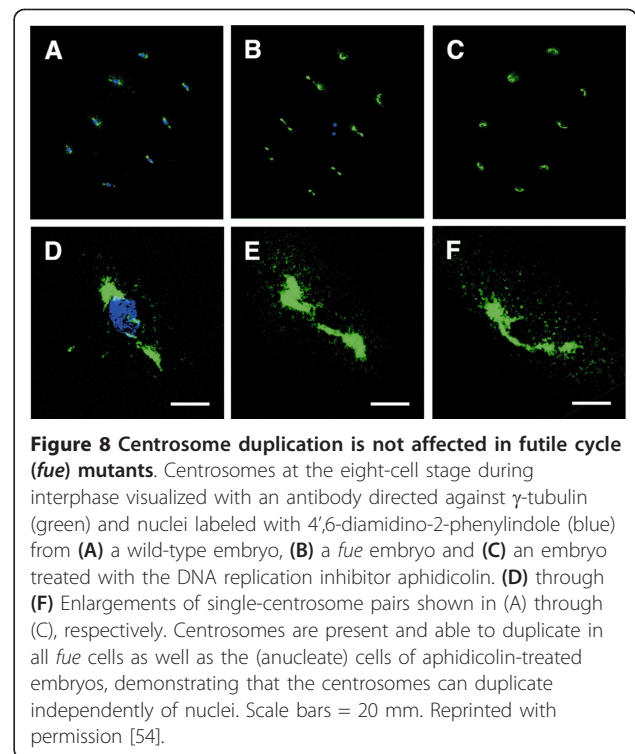 A
B
C
D
E
F
Figure 8 Centrosome duplication is not affected in futile cycle
(fue) mutants. Centrosomes at the eight-cell stage during
interphase visualized with an antibody directed against γ-tubulin
(green) and nuclei labeled with 4′,6-diamidino-2-phenylindole (blue)
from (A) a wild-type embryo, (B) a fue embryo and (C) an embryo
treated with the DNA replication inhibitor aphidicolin. (D) through
(F) Enlargements of single-centrosome pairs shown in (A) through
(C), respectively. Centrosomes are present and able to duplicate in
all fue cells as well as the (anucleate) cells of aphidicolin-treated
embryos, demonstrating that the centrosomes can duplicate
independently of nuclei. Scale bars = 20 mm. Reprinted with
permission [54].